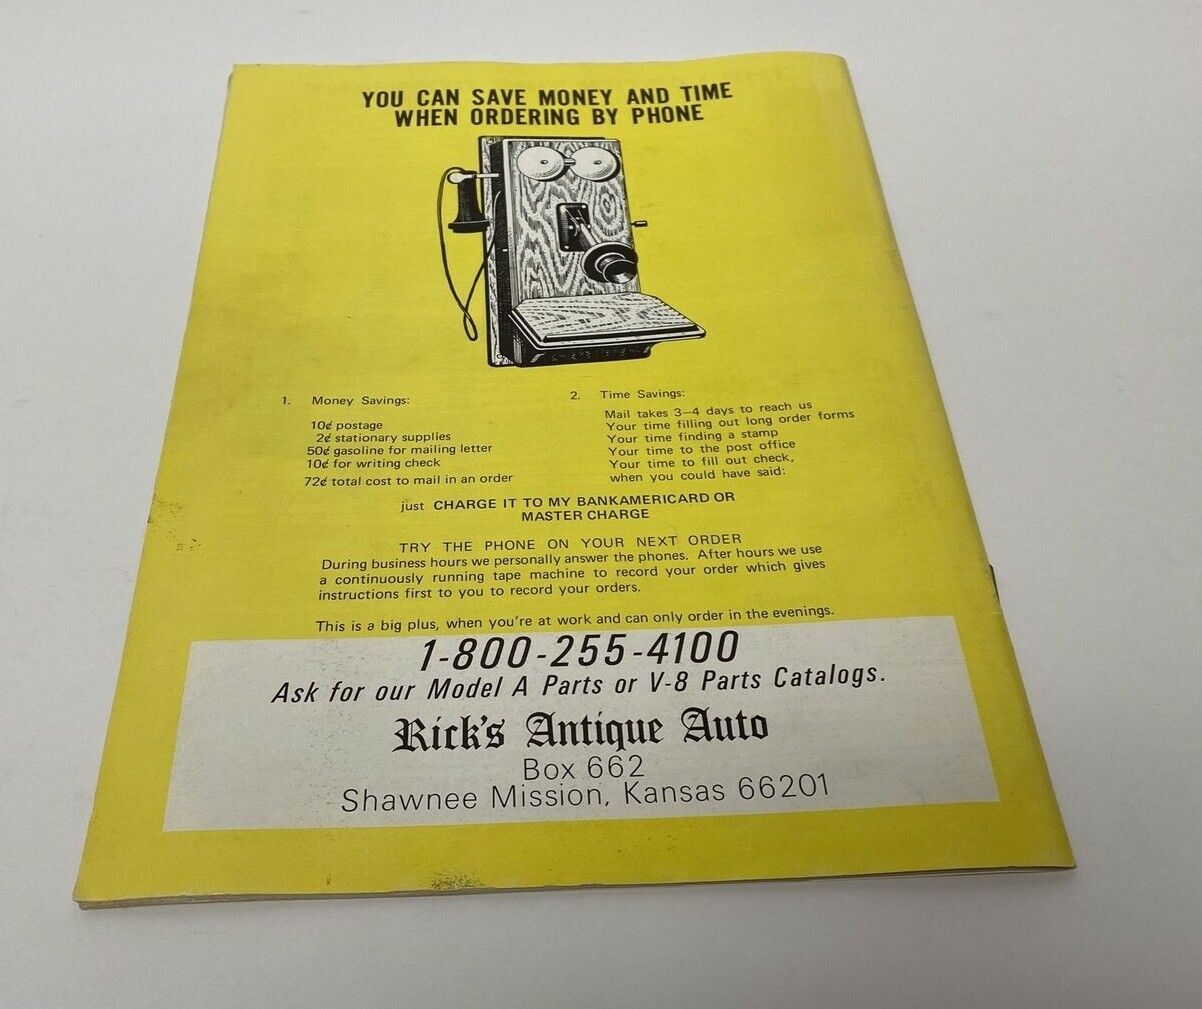 YOU CAN SAVE MONEY AND TIME
WHEN ORDERING BY PHONE
1. Money Savings:
10¢ postage
2¢ stationary supplies
50¢ gasoline for mailing letter
10¢ for writing check
72¢ total cost to mail in an order
2. Time Savings:
Mail takes 3–4 days to reach us
Your time filling out long order forms
Your time finding a stamp
Your time to the post office
Your time to fill out check,
when you could have said:
just CHARGE IT TO MY BANKAMERICARD OR
MASTER CHARGE
TRY THE PHONE ON YOUR NEXT ORDER
During business hours we personally answer the phones. After hours we use
a continuously running tape machine to record your order which gives
instructions first to you to record your orders.
This is a big plus, when you're at work and can only order in the evenings.
1-800-255-4100
Ask for our Model A Parts or V-8 Parts Catalogs.
Rick's Antique Auto
Box 662
Shawnee Mission, Kansas 66201